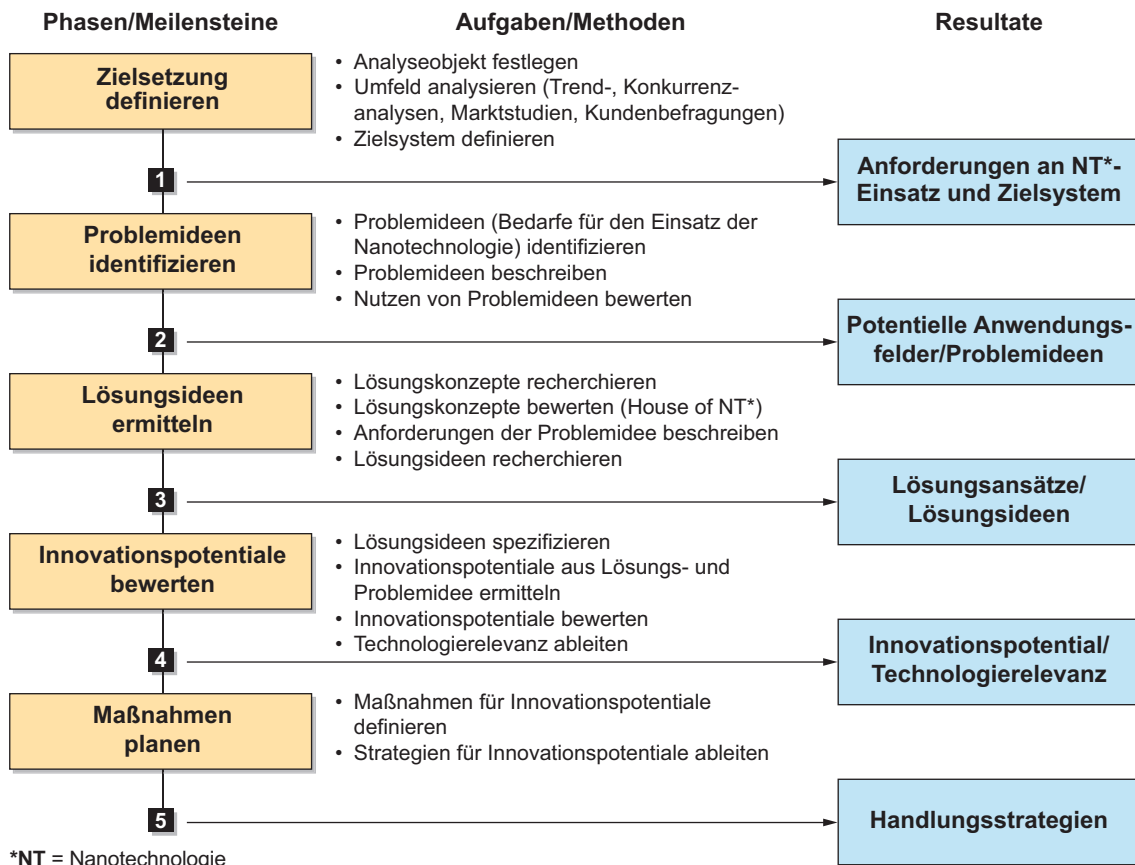 Phasen/Meilensteine
Aufgaben/Methoden
Resultate
Zielsetzung
definieren
• Analyseobjekt festlegen
• Umfeld analysieren (Trend-, Konkurrenz-
analysen, Marktstudien, Kundenbefragungen)
• Zielsystem definieren
1
Anforderungen an NT*-
Einsatz und Zielsystem
Problemideen
identifizieren
• Problemideen (Bedarfe für den Einsatz der
Nanotechnologie) identifizieren
• Problemideen beschreiben
• Nutzen von Problemideen bewerten
2
Potentielle Anwendungs-
felder/Problemideen
Lösungsideen
ermitteln
• Lösungskonzepte recherchieren
• Lösungskonzepte bewerten (House of NT*)
• Anforderungen der Problemidee beschreiben
• Lösungsideen recherchieren
3
Lösungsansätze/
Lösungsideen
Innovationspotentiale
bewerten
• Lösungsideen spezifizieren
• Innovationspotentiale aus Lösungs- und
Problemidee ermitteln
• Innovationspotentiale bewerten
• Technologierelevanz ableiten
4
Innovationspotential/
Technologierelevanz
Maßnahmen
planen
• Maßnahmen für Innovationspotentiale
definieren
• Strategien für Innovationspotentiale ableiten
5
Handlungsstrategien
*NT = Nanotechnologie